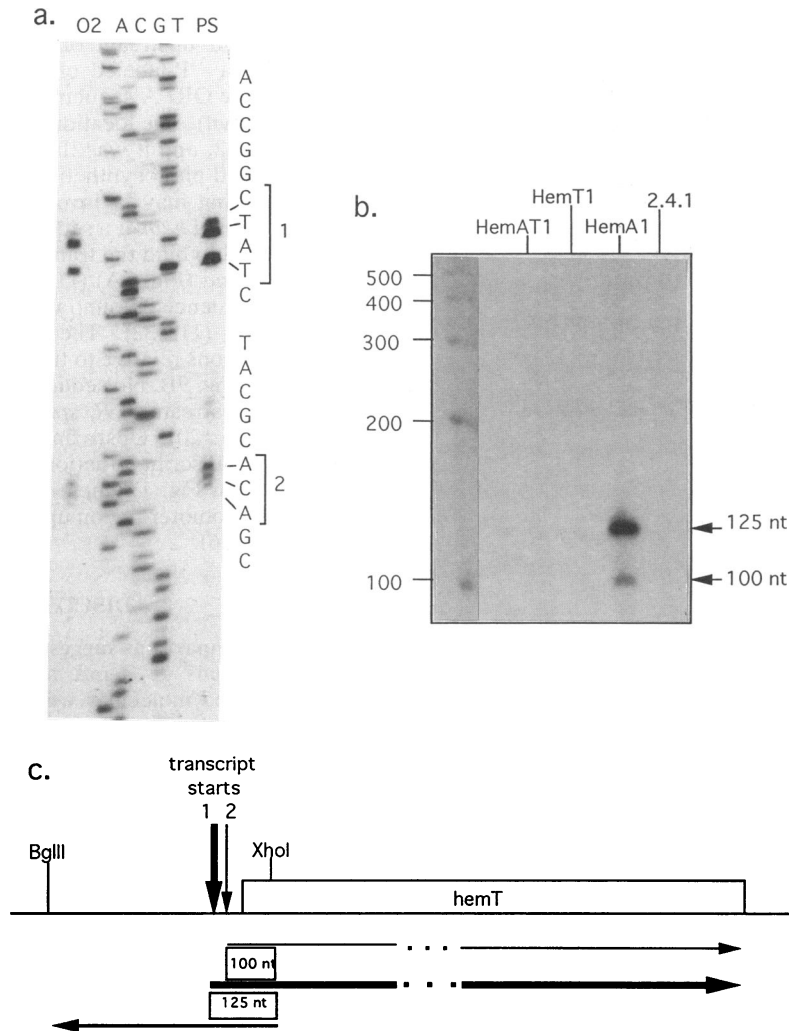 a.
O2 A C G T PS
A
C
C
G
G
C
T
A
T
C
1
T
A
C
G
C
A
C
A
G
C
2
b.
HemAT1
HemT1
HemA1
2.4.1
500
400
300
200
100
125 nt
100 nt
c.
transcript
starts
1 2
BglII
XhoI
hemT
100 nt
125 nt